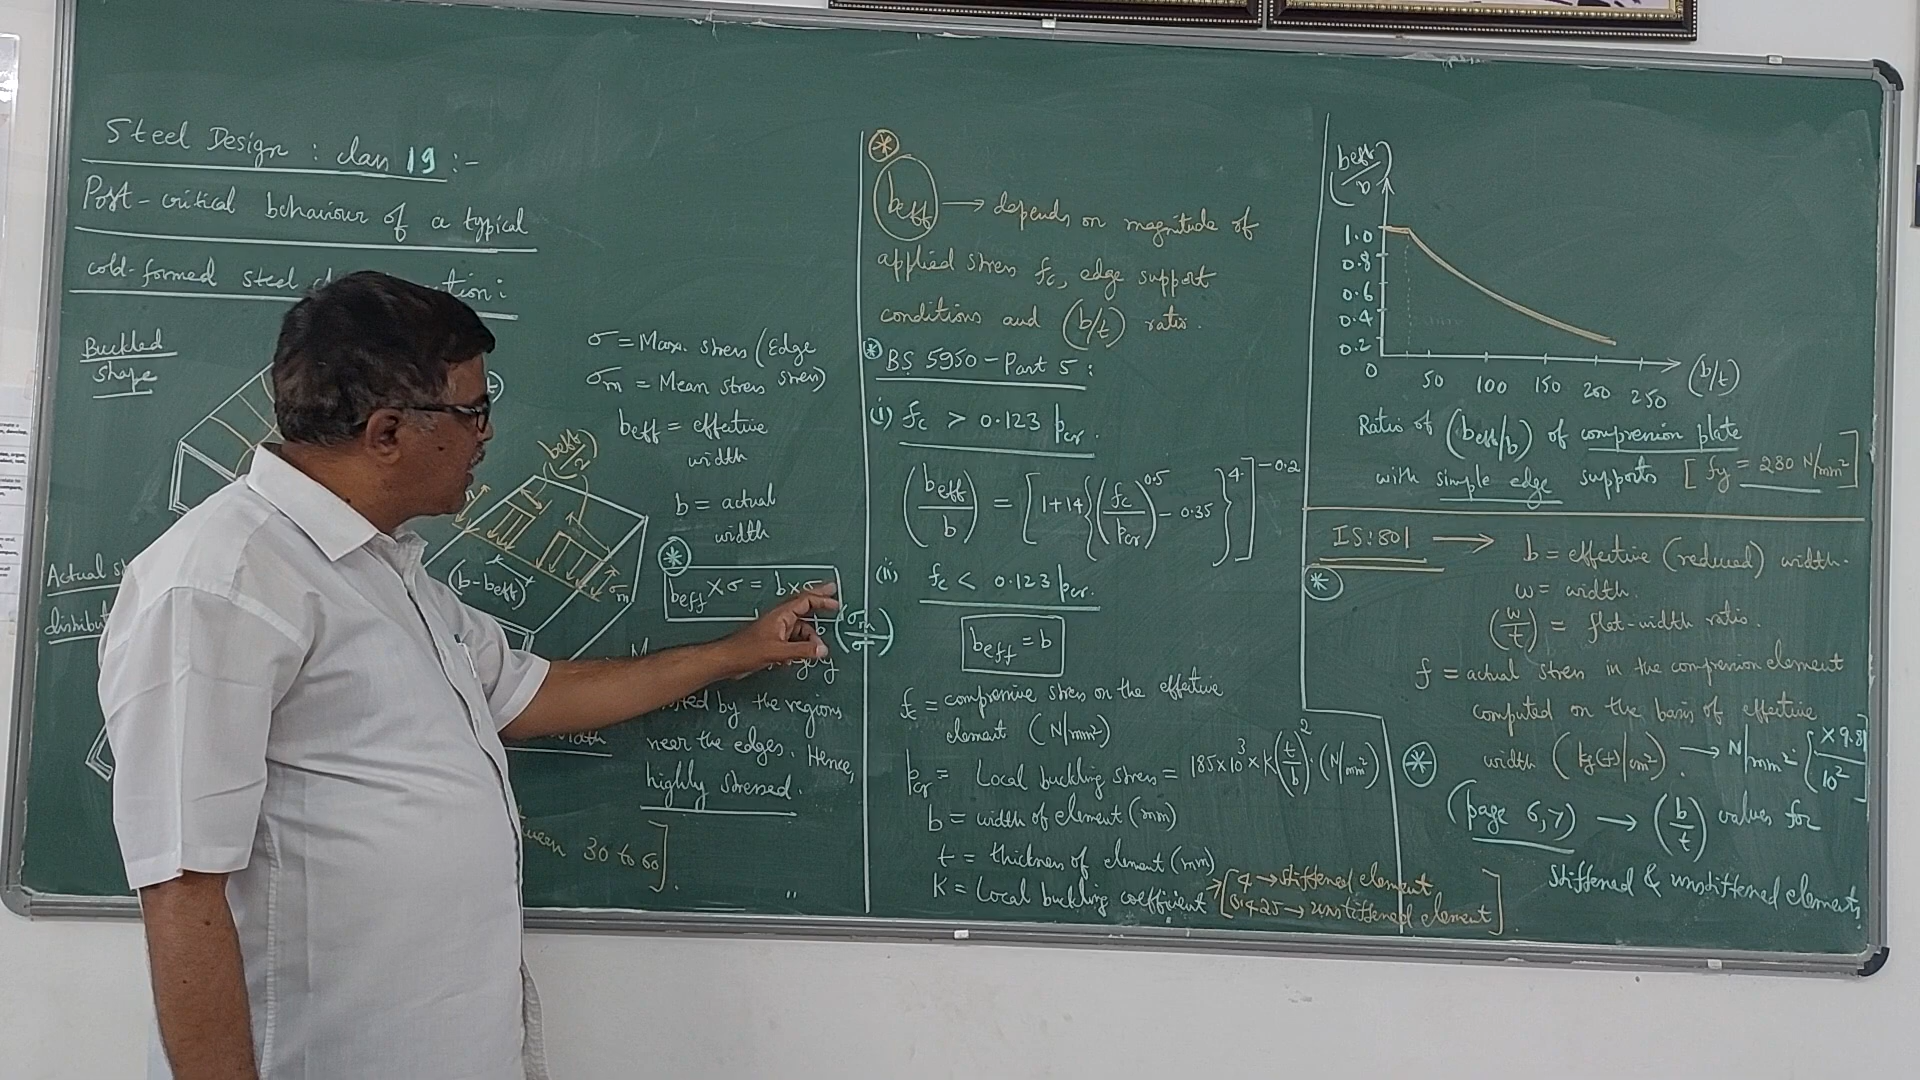 Steel Design : class 19 :-
Post-critical behaviour of a typical
cold-formed steel
Buckled
shape
Actual
(b-beff)
beff/2
σm
σ = Max. stress (Edge stress)
σm = Mean stress
beff = effective
width
b = actual
width
beff × σ = b × σ
b (σm/σ)
by the regions
near the edges. Hence,
highly stressed.
width
30 to 60].
beff → depends on magnitude of
applied stress fc, edge support
conditions and (b/t) ratio.
BS 5950 - Part 5 :
(i) fc > 0.123 pcr.
(beff/b) = [1+14{(fc/pcr)^0.5 - 0.35}^4]^-0.2
(ii) fc < 0.123 pcr.
beff = b
fc = compressive stress on the effective
element (N/mm²)
pcr = Local buckling stress = 185×10³×K(t/b)². (N/mm²)
b = width of element (mm)
t = thickness of element (mm)
K = Local buckling coefficient → [4 → stiffened element,
0.425 → unstiffened element].
(beff/b)
1.0
0.8
0.6
0.4
0.2
0
50 100 150 200 250 (b/t)
Ratio of (beff/b) of compression plate
with simple edge supports [fy = 280 N/mm²]
IS:801 → b = effective (reduced) width.
w = width.
(w/t) = flat-width ratio.
f = actual stress in the compression element
computed on the basis of effective
width (kg(f)/cm²). → N/mm² [×9.81/10²]
(page 6,7) → (b/t) values for
stiffened & unstiffened elements